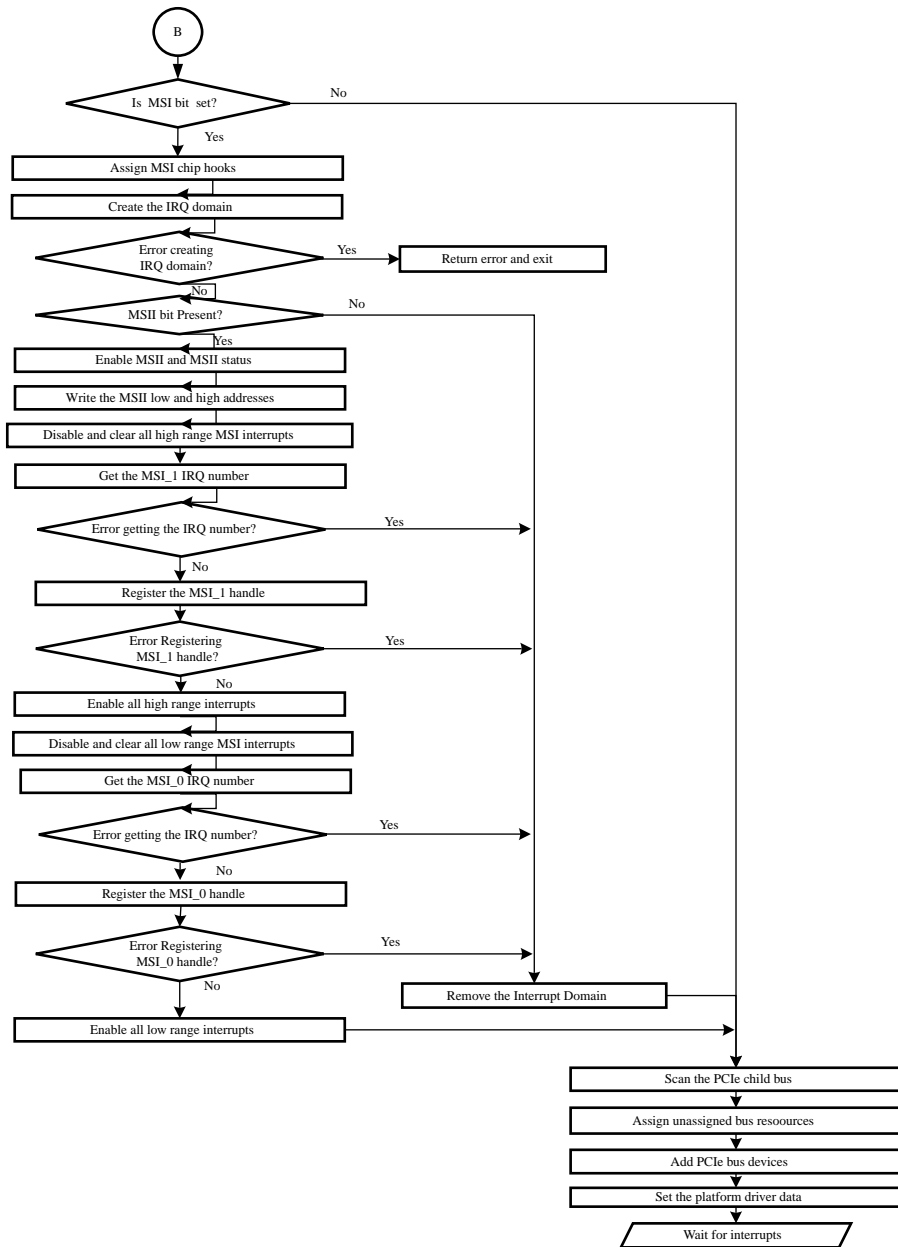 B
Is MSI bit set?
No
Yes
Assign MSI chip hooks
Create the IRQ domain
Error creating
IRQ domain?
Yes
Return error and exit
No
MSII bit Present?
No
Yes
Enable MSII and MSII status
Write the MSII low and high addresses
Disable and clear all high range MSI interrupts
Get the MSI_1 IRQ number
Error getting the IRQ number?
Yes
No
Register the MSI_1 handle
Error Registering
MSI_1 handle?
Yes
No
Enable all high range interrupts
Disable and clear all low range MSI interrupts
Get the MSI_0 IRQ number
Error getting the IRQ number?
Yes
No
Register the MSI_0 handle
Error Registering
MSI_0 handle?
Yes
No
Remove the Interrupt Domain
Enable all low range interrupts
Scan the PCIe child bus
Assign unassigned bus resoources
Add PCIe bus devices
Set the platform driver data
Wait for interrupts